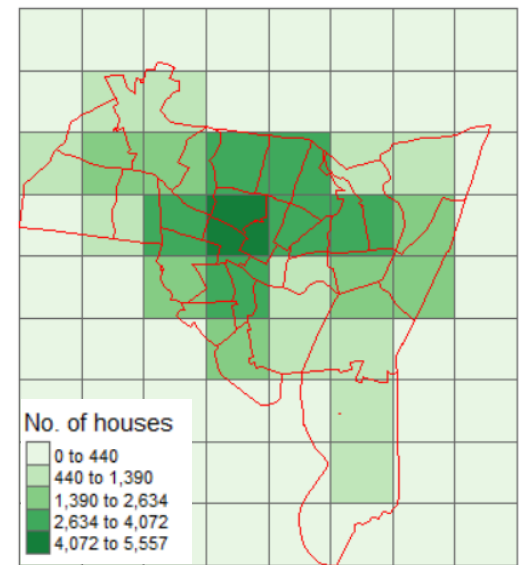 No. of houses
0 to 440
440 to 1,390
1,390 to 2,634
2,634 to 4,072
4,072 to 5,557